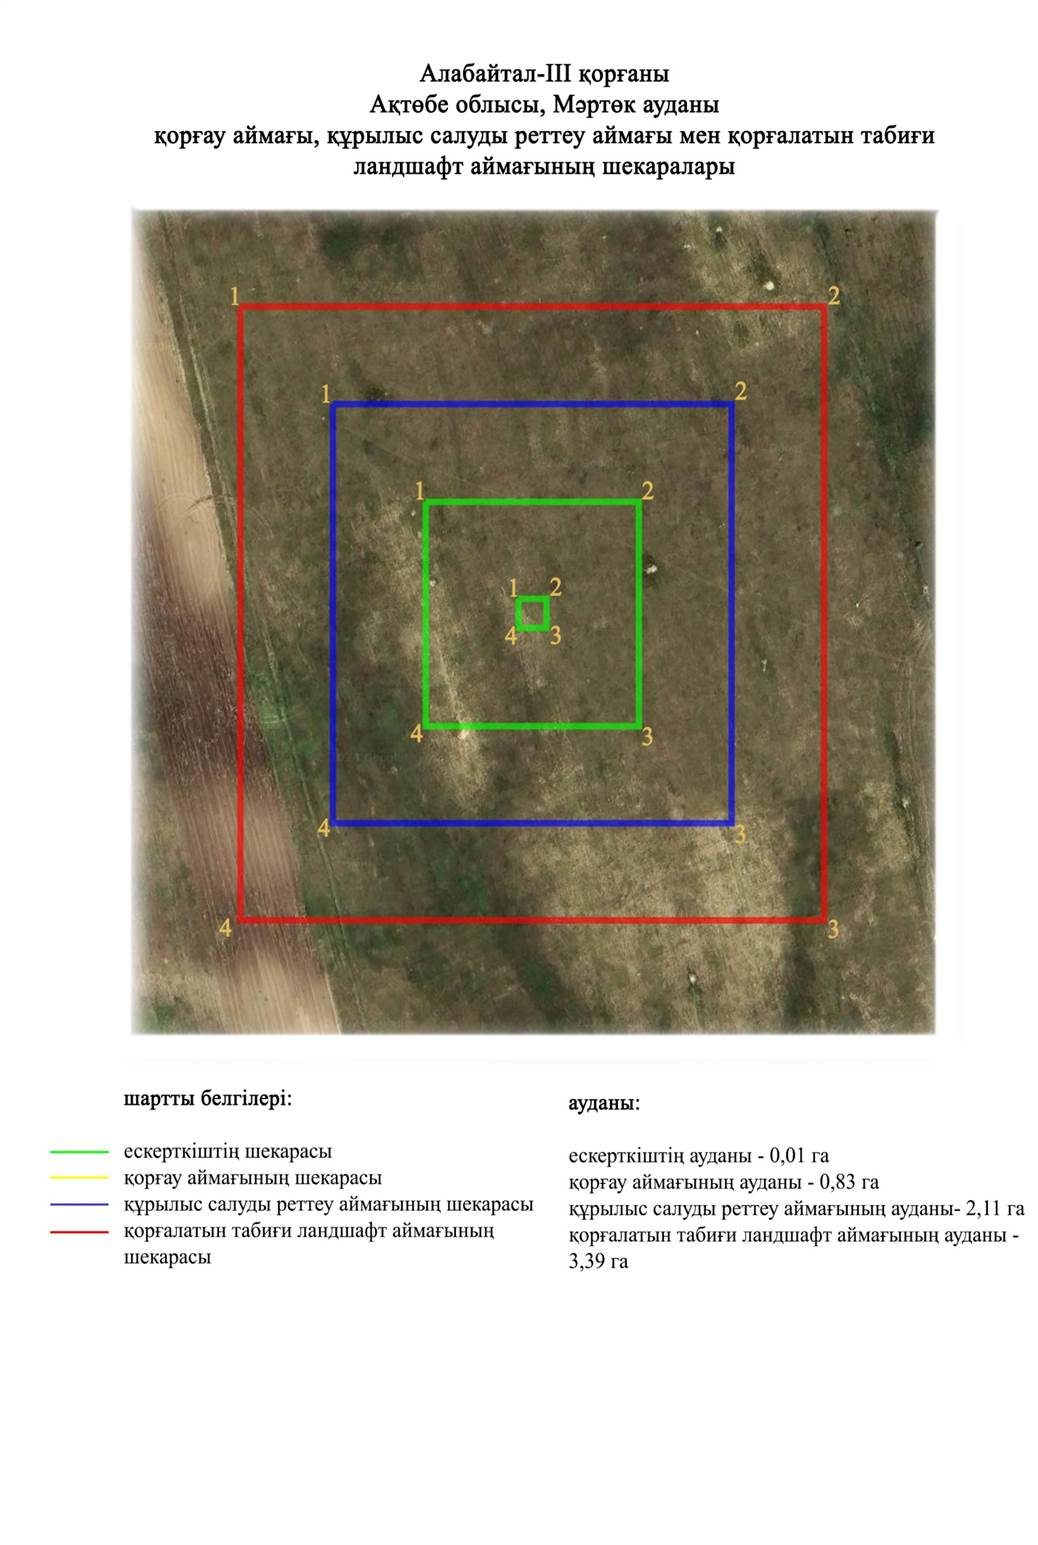 Алабайтал-III қорғаны
Ақтөбе облысы, Мәртөк ауданы
қорғау аймағы, құрылыс салуды реттеу аймағы мен қорғалатын табиғи
ландшафт аймағының шекаралары
1
2
1
2
1
2
1
2
4
3
4
3
4
3
4
3
шартты белгілері:
ескерткіштің шекарасы
қорғау аймағының шекарасы
құрылыс салуды реттеу аймағының шекарасы
қорғалатын табиғи ландшафт аймағының
шекарасы
ауданы:
ескерткіштің ауданы - 0,01 га
қорғау аймағының ауданы - 0,83 га
құрылыс салуды реттеу аймағының ауданы- 2,11 га
қорғалатын табиғи ландшафт аймағының ауданы -
3,39 га